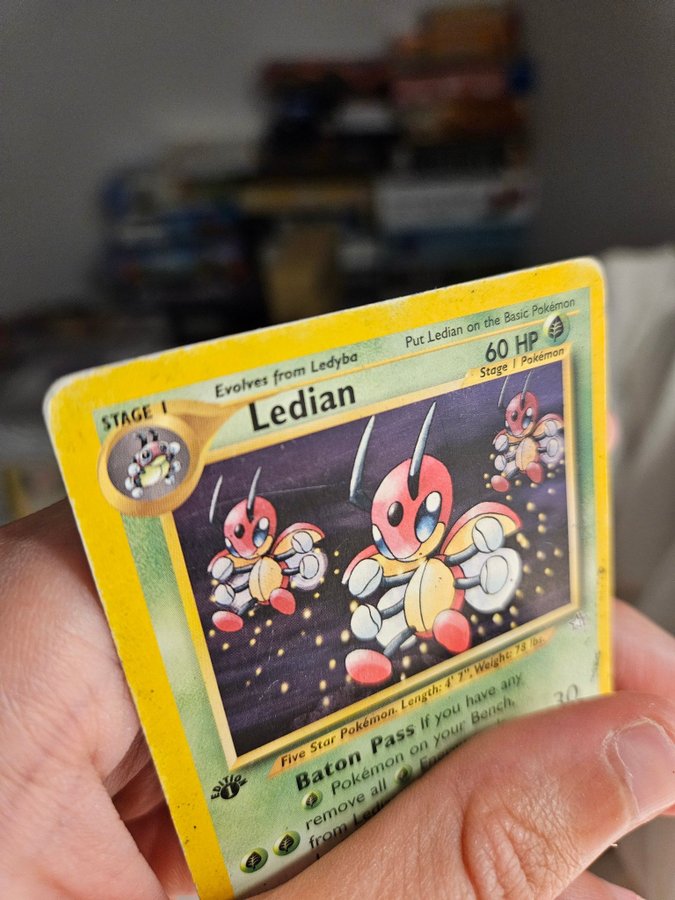 Put Ledian on the Basic Pokémon
Evolves from Ledyba
STAGE 1
Ledian
60 HP
Stage 1 Pokémon
Five Star Pokémon. Length: 4' 7", Weight: 78 lbs.
EDITION
1
Baton Pass If you have any
Pokémon on your Bench,
30
remove all
from